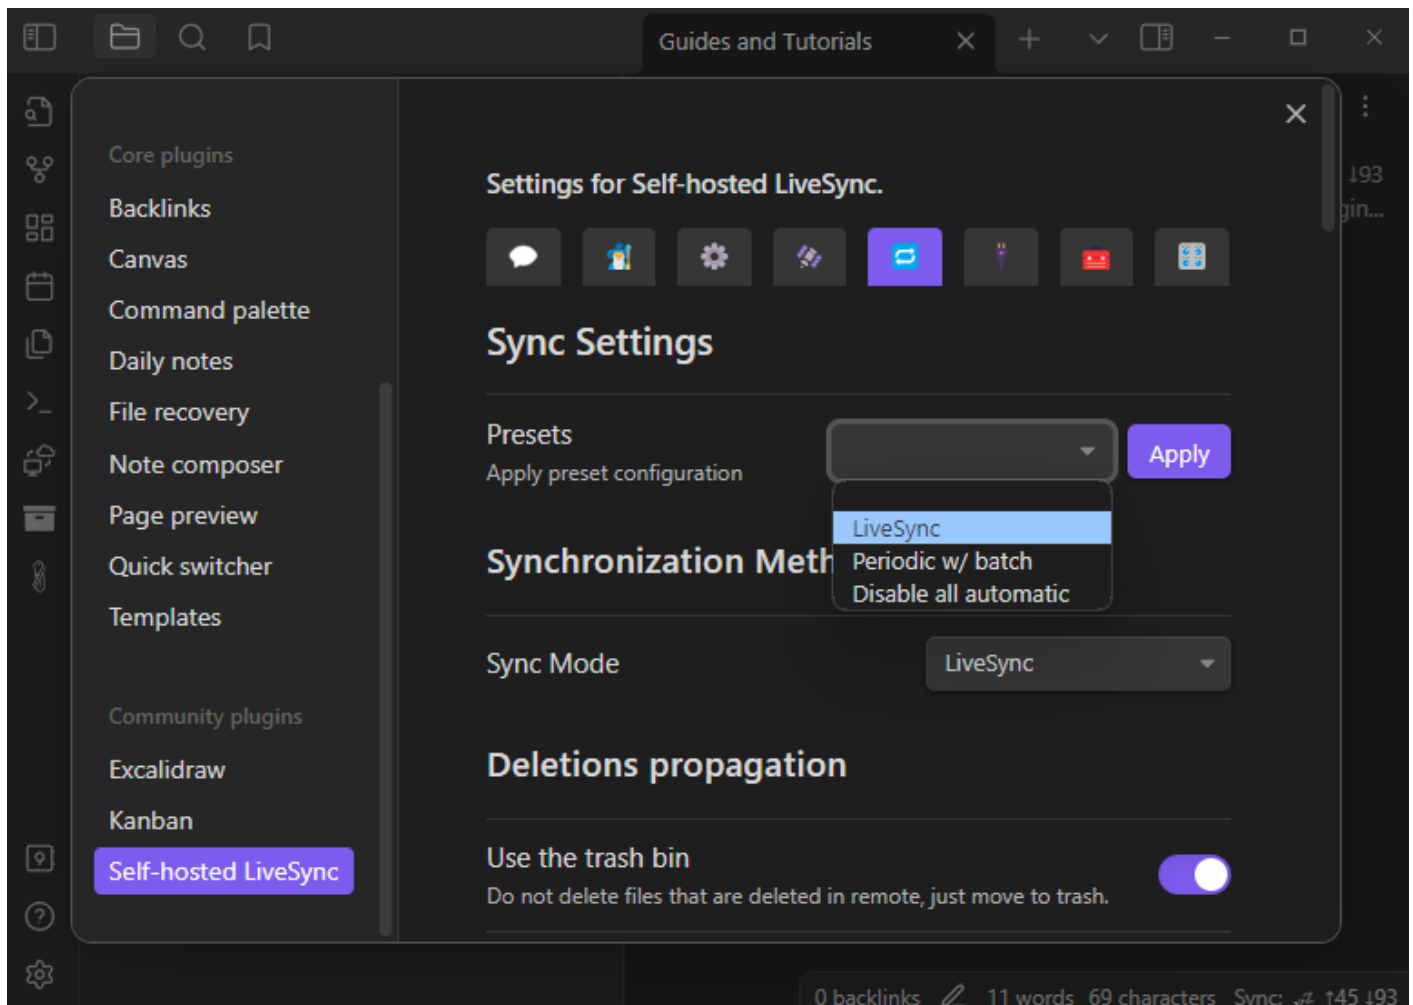 Guides and Tutorials
Core plugins
Backlinks
Canvas
Command palette
Daily notes
File recovery
Note composer
Page preview
Quick switcher
Templates
Community plugins
Excalidraw
Kanban
Self-hosted LiveSync
Settings for Self-hosted LiveSync.
Sync Settings
Presets
Apply preset configuration
Apply
LiveSync
Periodic w/ batch
Disable all automatic
Synchronization Meth
Sync Mode
LiveSync
Deletions propagation
Use the trash bin
Do not delete files that are deleted in remote, just move to trash.
↓93
gin...
0 backlinks 11 words 69 characters Sync: 💤 ↑45 ↓93